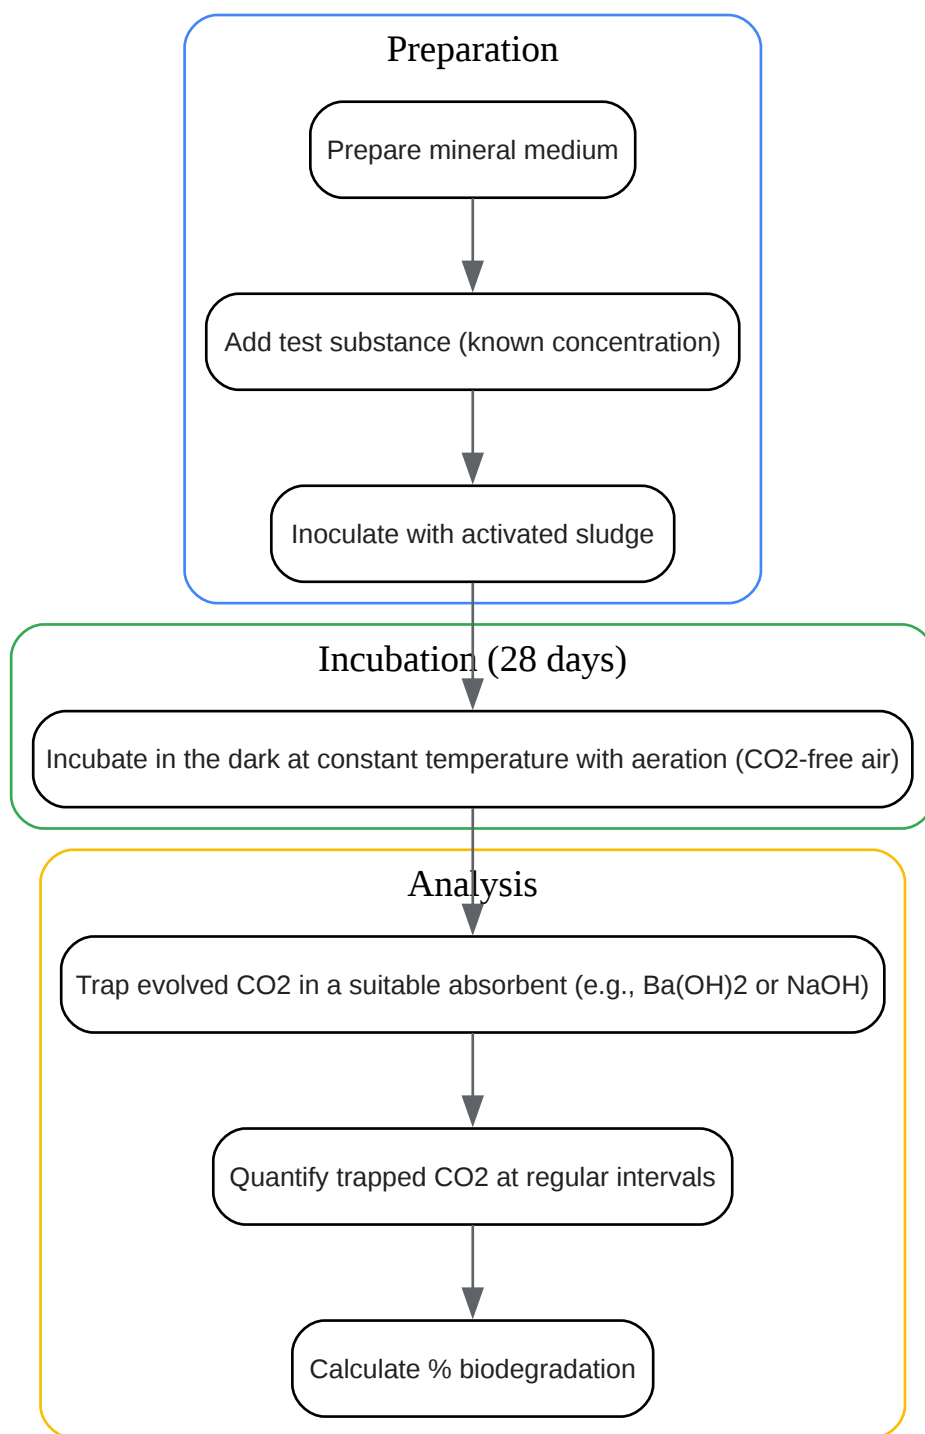 Preparation
Prepare mineral medium
Add test substance (known concentration)
Inoculate with activated sludge
Incubation (28 days)
Incubate in the dark at constant temperature with aeration (CO2-free air)
Analysis
Trap evolved CO2 in a suitable absorbent (e.g., Ba(OH)2 or NaOH)
Quantify trapped CO2 at regular intervals
Calculate % biodegradation